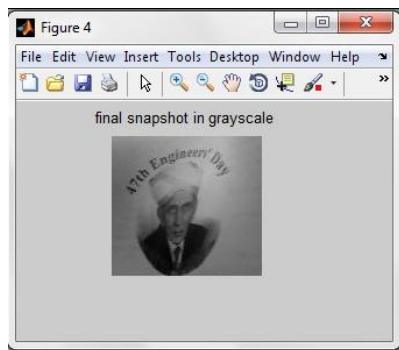 Figure 4
File Edit View Insert Tools Desktop Window Help
final snapshot in grayscale
47th Engineers' Day